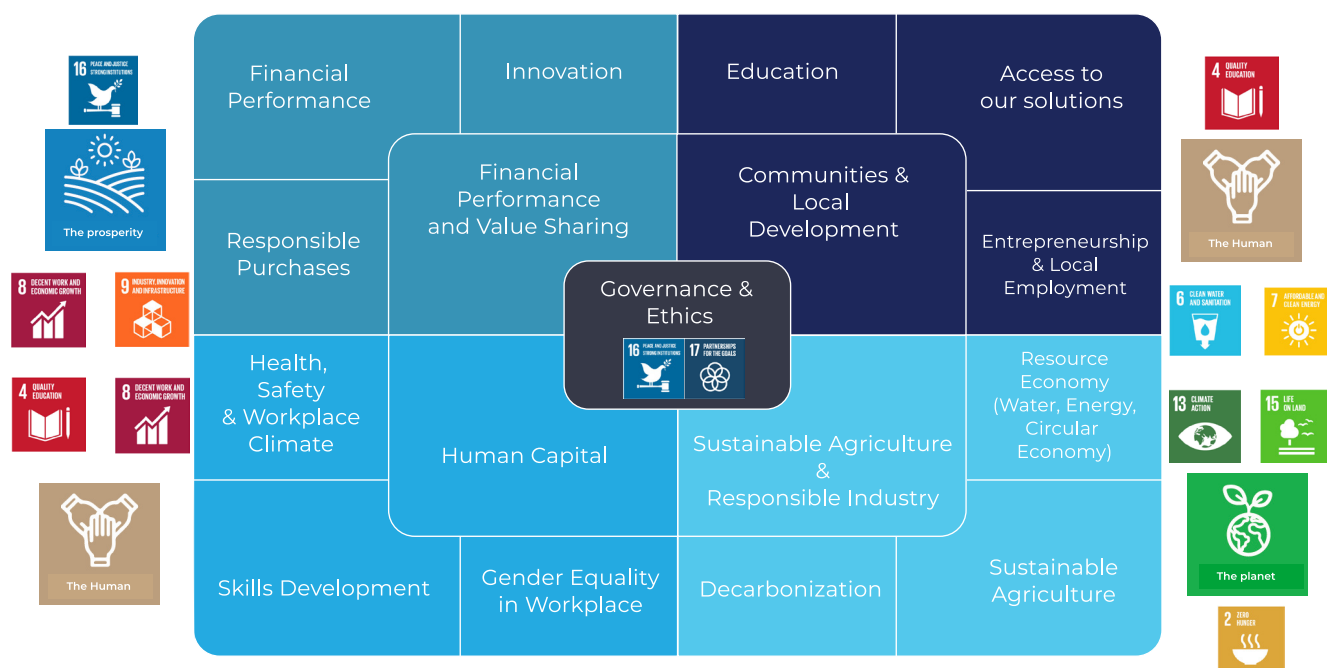 Financial
Performance
Innovation
Education
Access to
our solutions
16 PEACE AND JUSTICE
STRONG INSTITUTIONS
4 QUALITY
EDUCATION
The prosperity
The Human
Financial
Performance
and Value Sharing
Communities &
Local
Development
Responsible
Purchases
Entrepreneurship
& Local
Employment
8 DECENT WORK AND
ECONOMIC GROWTH
9 INDUSTRY, INNOVATION
AND INFRASTRUCTURE
Governance &
Ethics
16 PEACE AND JUSTICE
STRONG INSTITUTIONS
17 PARTNERSHIPS
FOR THE GOALS
6 CLEAN WATER
AND SANITATION
7 AFFORDABLE AND
CLEAN ENERGY
4 QUALITY
EDUCATION
8 DECENT WORK AND
ECONOMIC GROWTH
Health,
Safety
& Workplace
Climate
Human Capital
Sustainable Agriculture
&
Responsible Industry
Resource
Economy
(Water, Energy,
Circular
Economy)
13 CLIMATE
ACTION
15 LIFE
ON LAND
The Human
Skills Development
Gender Equality
in Workplace
Decarbonization
Sustainable
Agriculture
The planet
2 ZERO
HUNGER